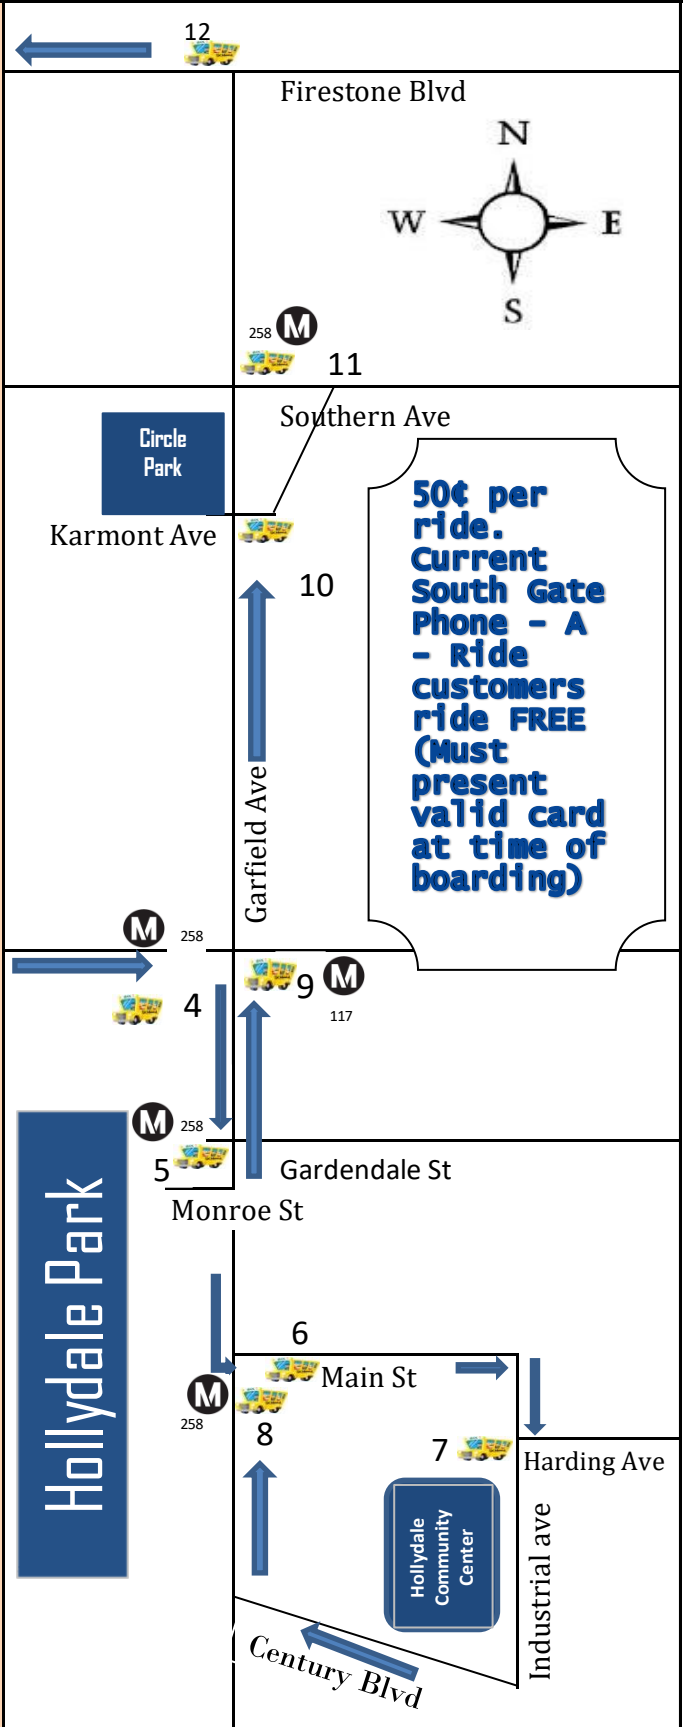 12
Firestone Blvd
N
W
E
S
258 M
11
Southern Ave
Circle
Park
Karmont Ave
10
50¢ per
ride.
Current
South Gate
Phone - A
- Ride
customers
ride FREE
(Must
present
valid card
at time of
boarding)
Garfield Ave
M 258
9 M
4
117
M 258
5
Gardendale St
Monroe St
Hollydale Park
6
Main St
M
258
8
7
Harding Ave
Hollydale
Community
Center
Industrial ave
Century Blvd